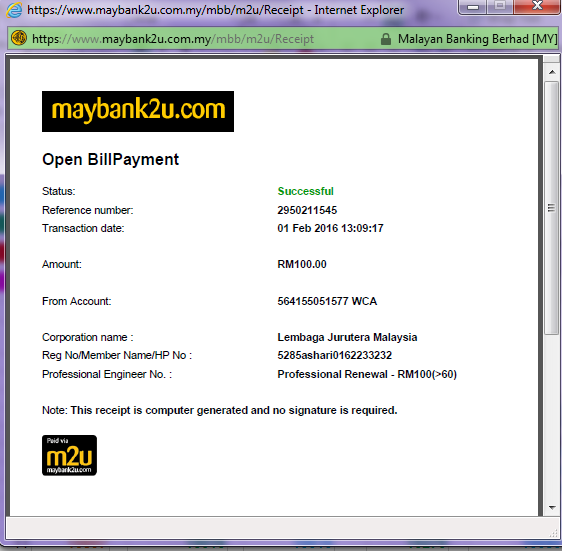 https://www.maybank2u.com.my/mbb/m2u/Receipt - Internet Explorer
https://www.maybank2u.com.my/mbb/m2u/Receipt Malayan Banking Berhad [MY]
maybank2u.com
Open BillPayment
Status: Successful
Reference number: 2950211545
Transaction date: 01 Feb 2016 13:09:17
Amount: RM100.00
From Account: 564155051577 WCA
Corporation name : Lembaga Jurutera Malaysia
Reg No/Member Name/HP No : 5285ashari0162233232
Professional Engineer No. : Professional Renewal - RM100(>60)
Note: This receipt is computer generated and no signature is required.
Paid via
m2u
maybank2u.com